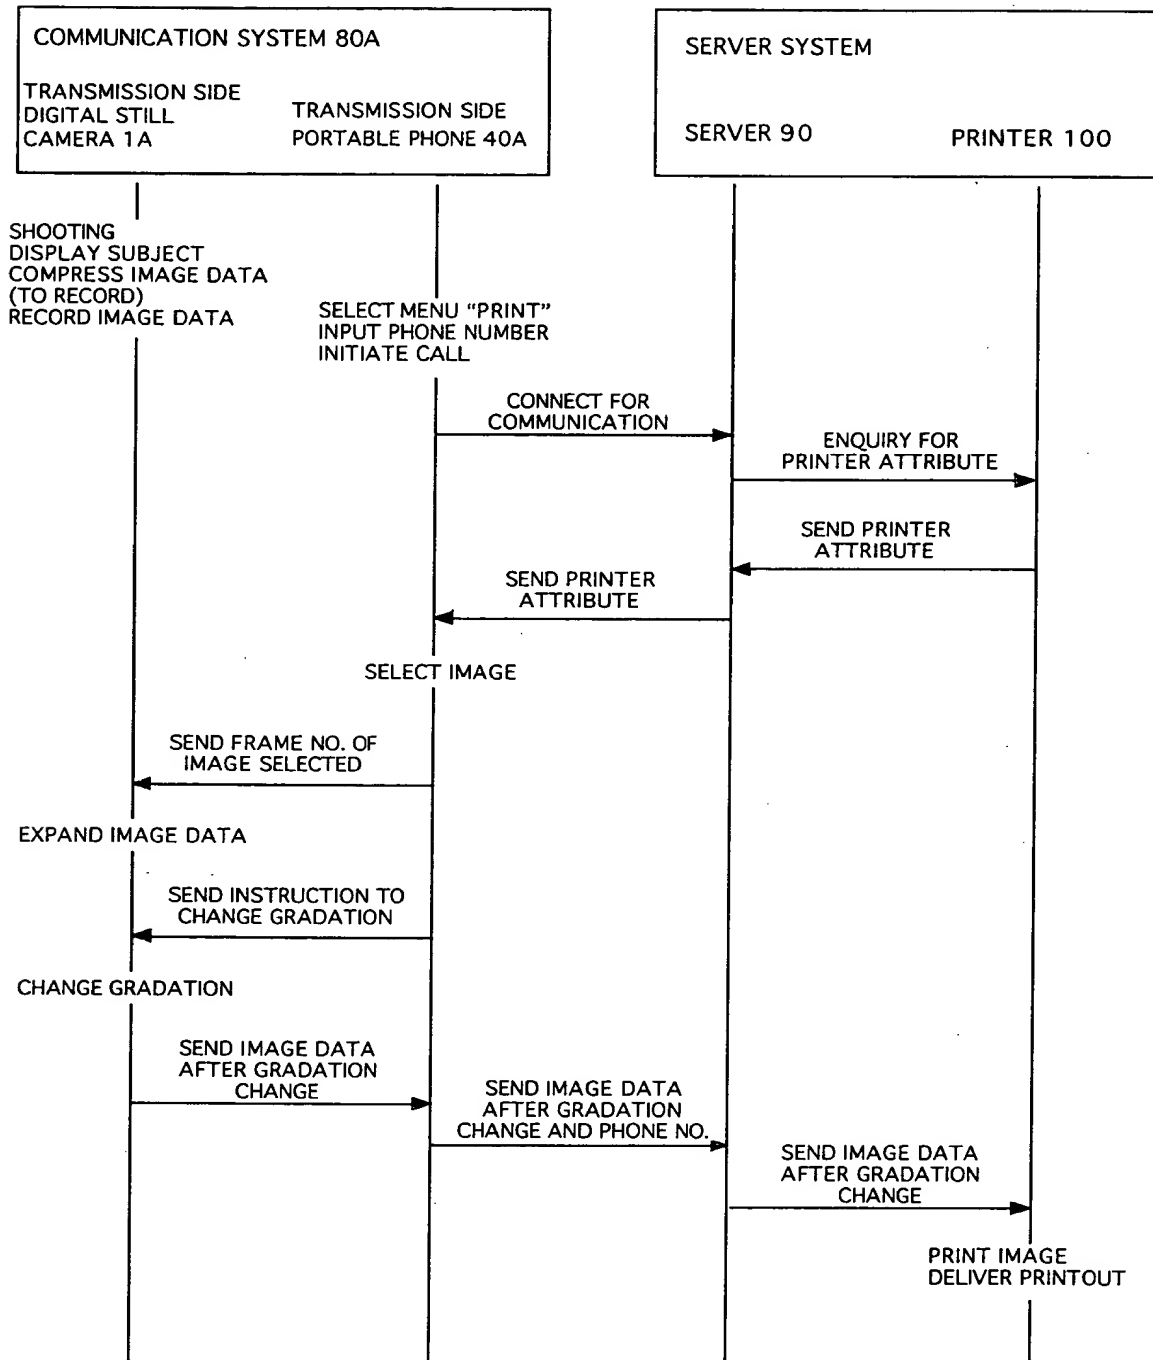 COMMUNICATION SYSTEM 80A
TRANSMISSION SIDE
DIGITAL STILL
CAMERA 1A
TRANSMISSION SIDE
PORTABLE PHONE 40A
SERVER SYSTEM
SERVER 90
PRINTER 100
SHOOTING
DISPLAY SUBJECT
COMPRESS IMAGE DATA
(TO RECORD)
RECORD IMAGE DATA
SELECT MENU “PRINT”
INPUT PHONE NUMBER
INITIATE CALL
CONNECT FOR
COMMUNICATION
ENQUIRY FOR
PRINTER ATTRIBUTE
SEND PRINTER
ATTRIBUTE
SEND PRINTER
ATTRIBUTE
SELECT IMAGE
SEND FRAME NO. OF
IMAGE SELECTED
EXPAND IMAGE DATA
SEND INSTRUCTION TO
CHANGE GRADATION
CHANGE GRADATION
SEND IMAGE DATA
AFTER GRADATION
CHANGE
SEND IMAGE DATA
AFTER GRADATION
CHANGE AND PHONE NO.
SEND IMAGE DATA
AFTER GRADATION
CHANGE
PRINT IMAGE
DELIVER PRINTOUT